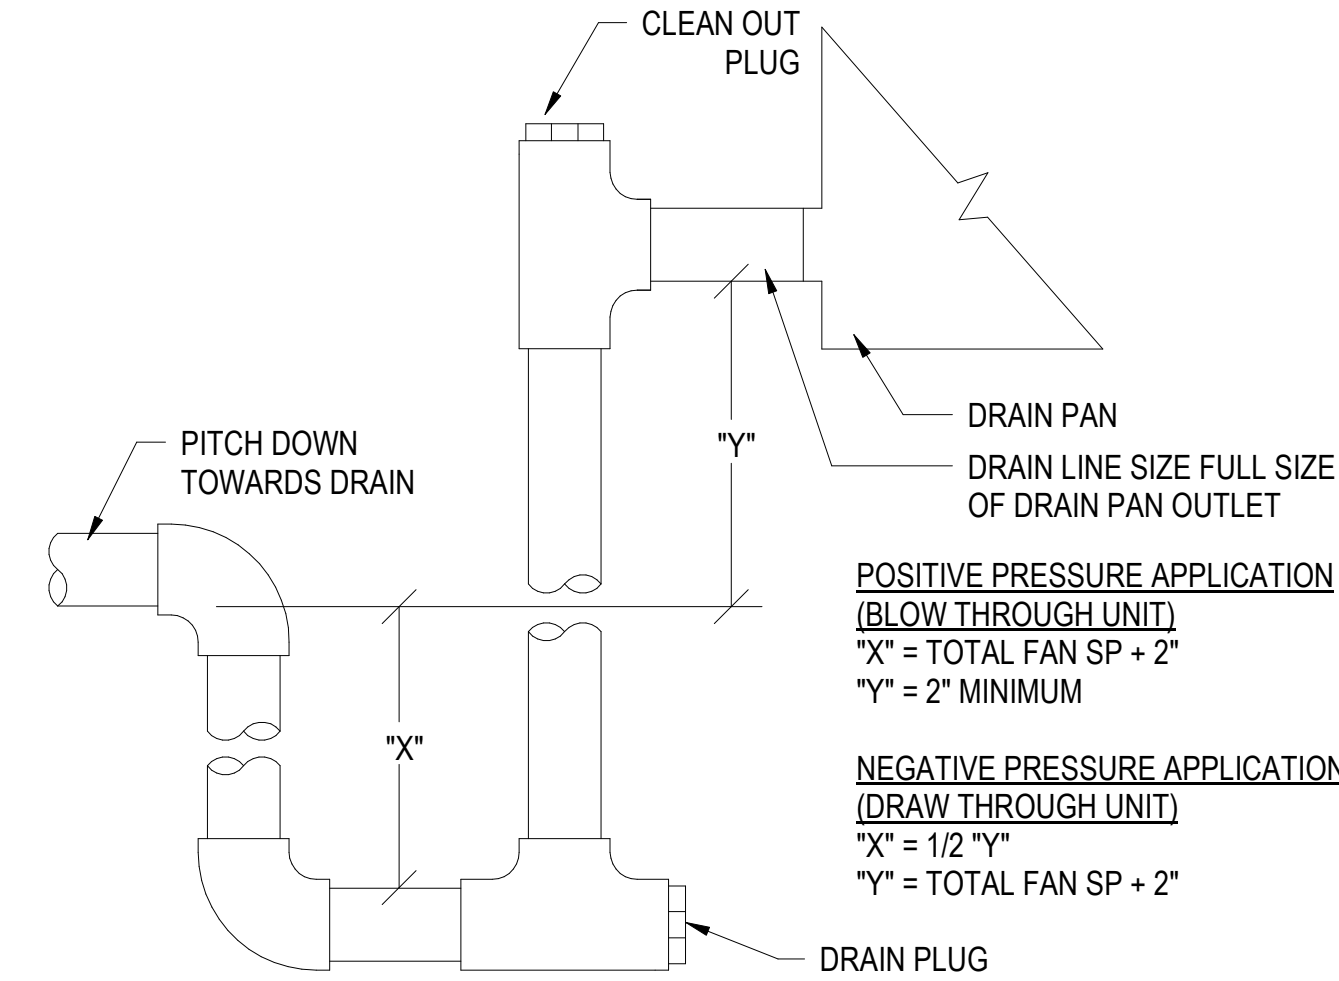 CLEAN OUT
PLUG
PITCH DOWN
TOWARDS DRAIN
"Y"
DRAIN PAN
DRAIN LINE SIZE FULL SIZE
OF DRAIN PAN OUTLET
"X"
POSITIVE PRESSURE APPLICATION
(BLOW THROUGH UNIT)
"X" = TOTAL FAN SP + 2"
"Y" = 2" MINIMUM
NEGATIVE PRESSURE APPLICATION
(DRAW THROUGH UNIT)
"X" = 1/2 "Y"
"Y" = TOTAL FAN SP + 2"
DRAIN PLUG